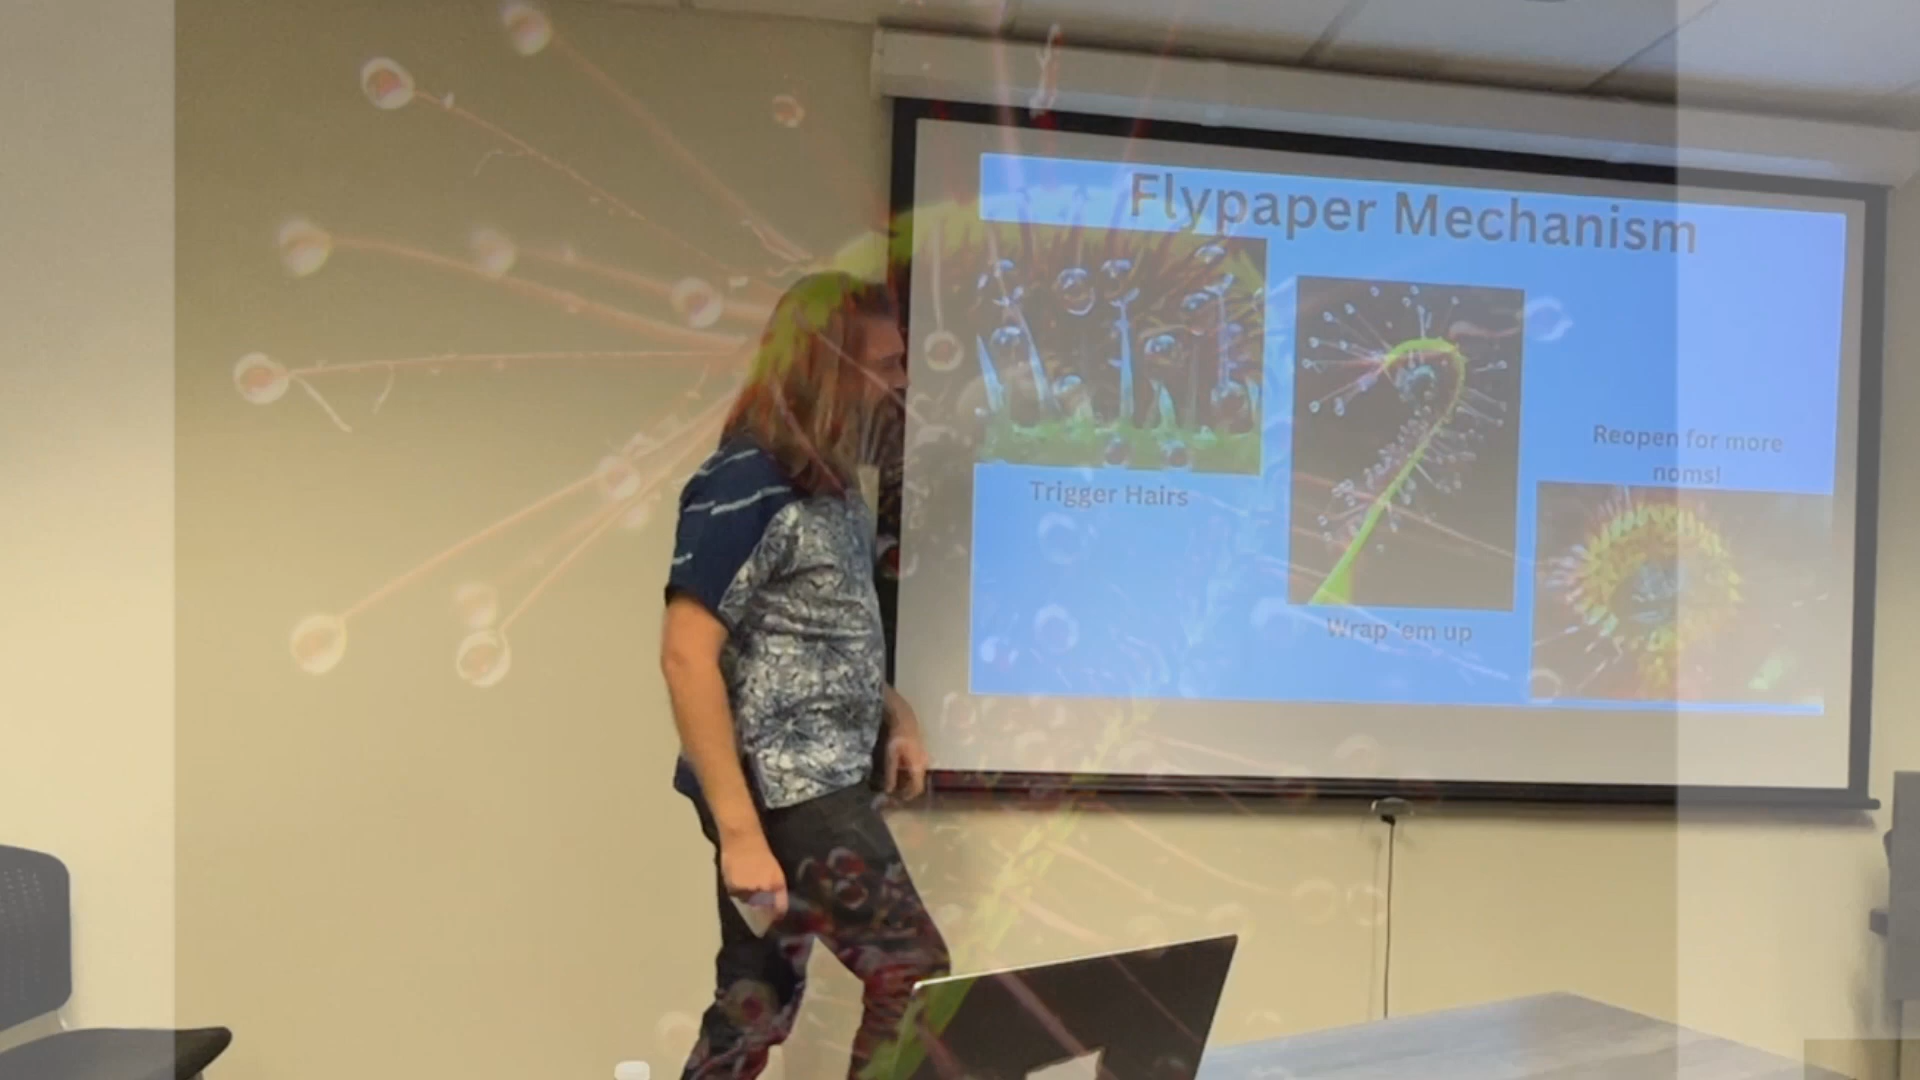 Flypaper Mechanism
Trigger Hairs
Wrap 'em up
Reopen for more
noms!